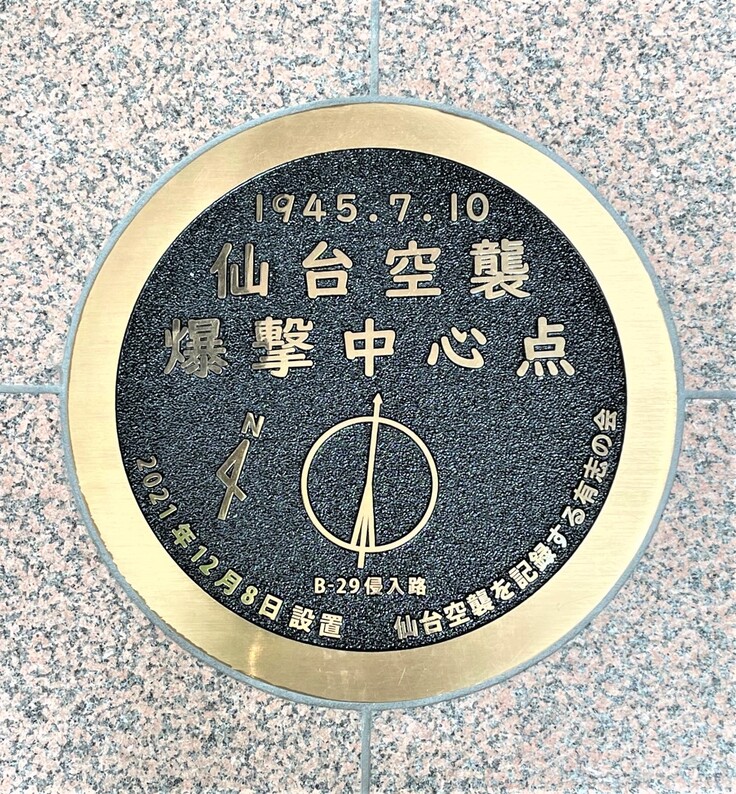 1945.7.10
仙台空襲
爆撃中心点
N
B-29侵入路
2021年12月8日 設置
仙台空襲を記録する有志の会